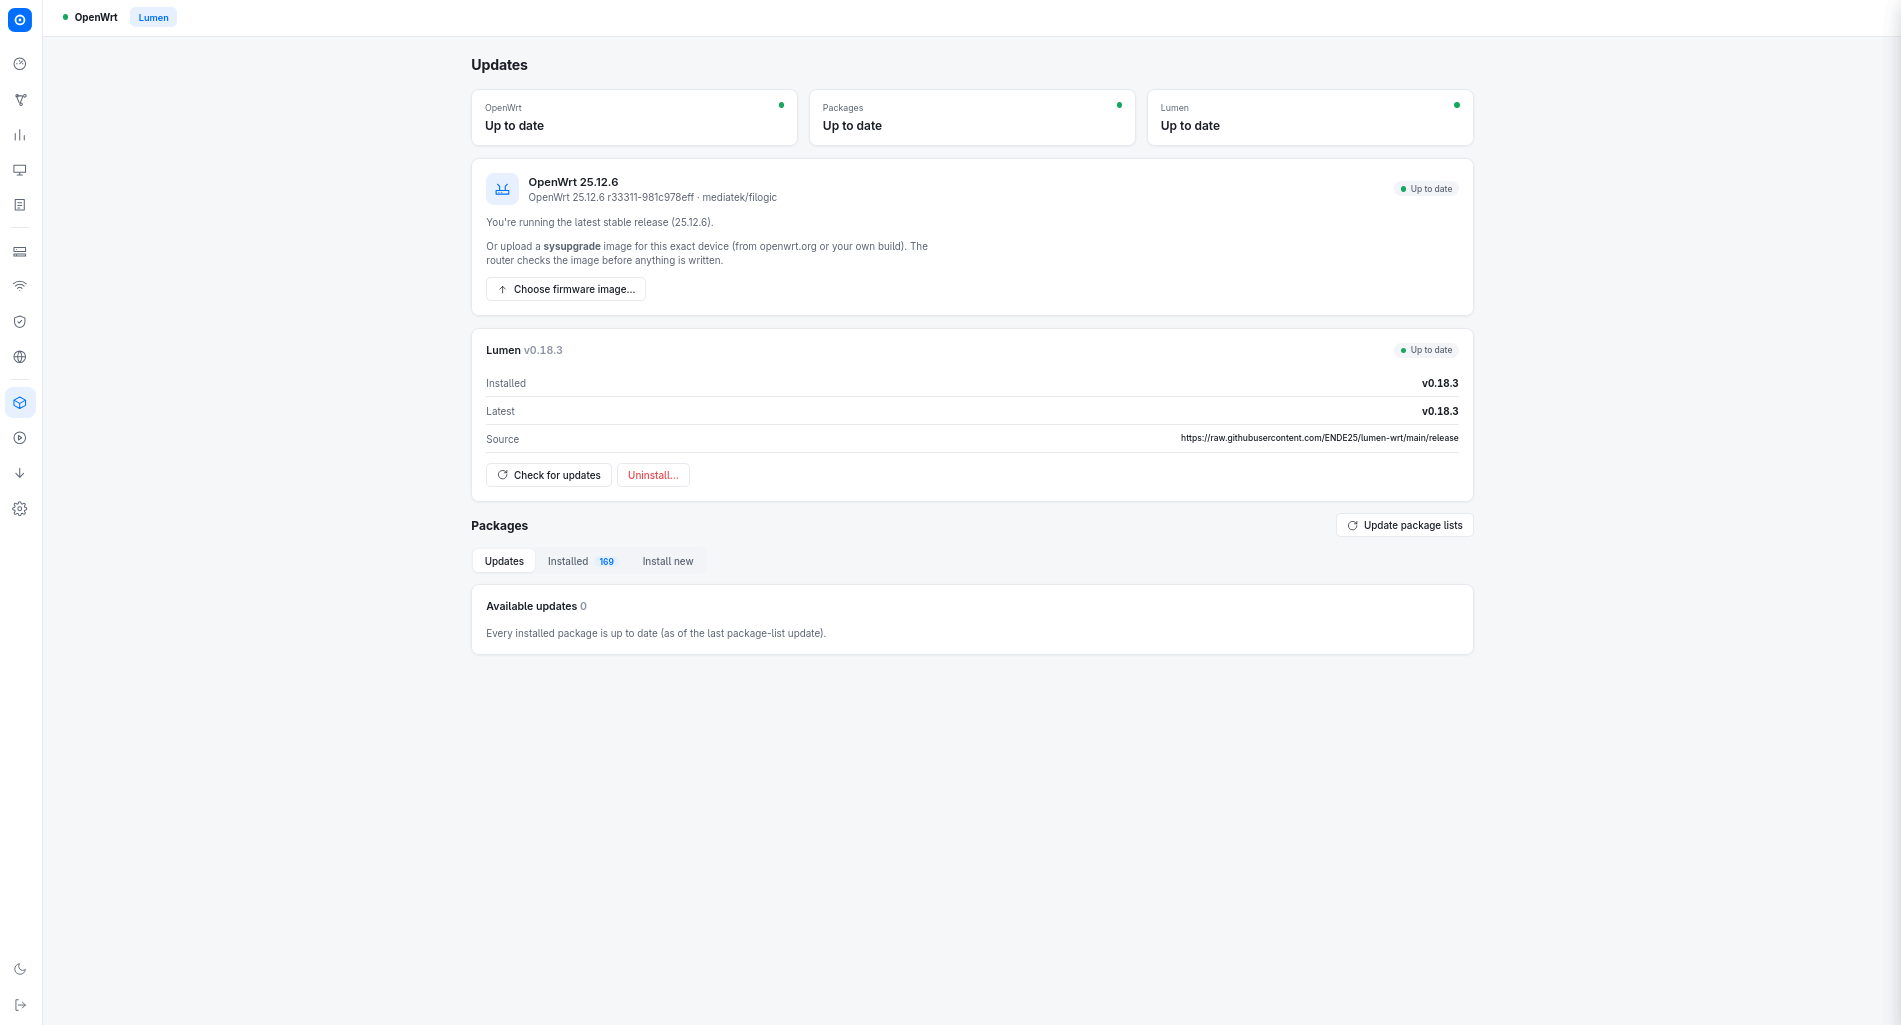 OpenWrt
Lumen
Updates
OpenWrt
Up to date
Packages
Up to date
Lumen
Up to date
OpenWrt 25.12.6
OpenWrt 25.12.6 r33311-981c978eff · mediatek/filogic
Up to date
You're running the latest stable release (25.12.6).
Or upload a sysupgrade image for this exact device (from openwrt.org or your own build). The
router checks the image before anything is written.
Choose firmware image...
Lumen v0.18.3
Up to date
Installed
v0.18.3
Latest
v0.18.3
Source
https://raw.githubusercontent.com/ENDE25/lumen-wrt/main/release
Check for updates
Uninstall...
Packages
Update package lists
Updates
Installed 169
Install new
Available updates 0
Every installed package is up to date (as of the last package-list update).